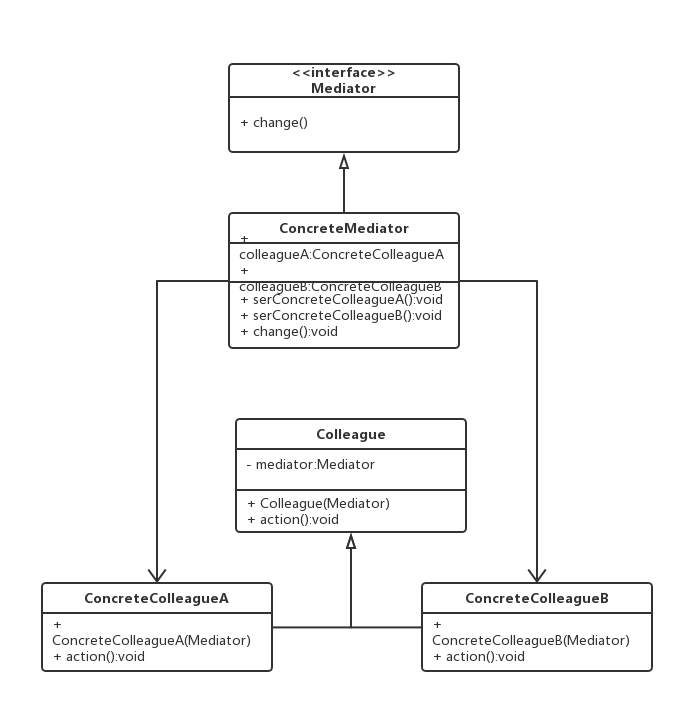 <<interface>>
Mediator
+ change()
ConcreteMediator
+
colleagueA:ConcreteColleagueA
+
colleagueB:ConcreteColleagueB
+ serConcreteColleagueA():void
+ serConcreteColleagueB():void
+ change():void
Colleague
- mediator:Mediator
+ Colleague(Mediator)
+ action():void
ConcreteColleagueA
+
ConcreteColleagueA(Mediator)
+ action():void
ConcreteColleagueB
+
ConcreteColleagueB(Mediator)
+ action():void